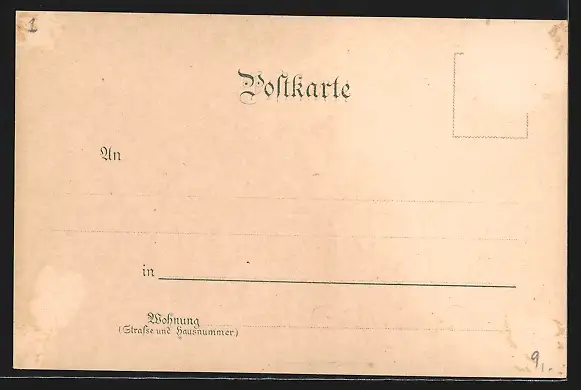 1
Postkarte
An
in
Wohnung
(Straße und Hausnummer)
9,